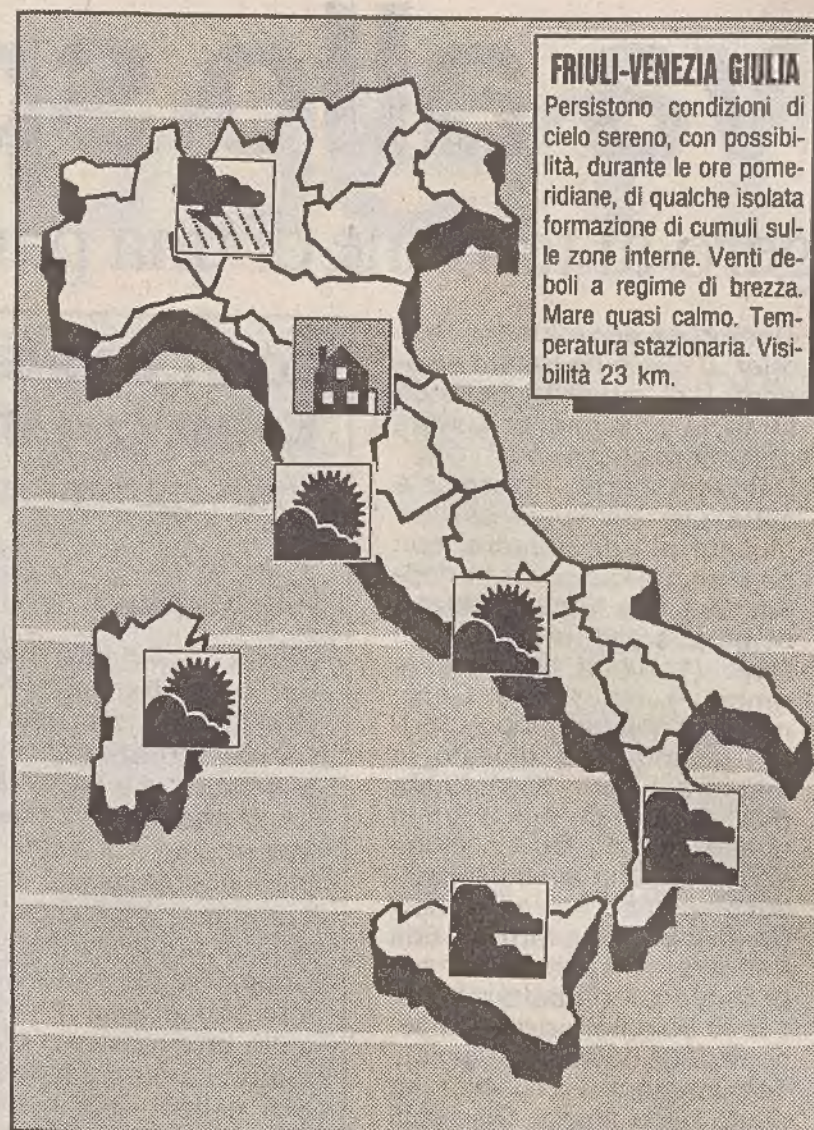 FRIULI-VENEZIA GIULIA
Persistono condizioni di
cielo sereno, con possibi-
lità, durante le ore pome-
ridiane, di qualche isolata
formazione di cumuli sul-
le zone interne. Venti de-
boli a regime di brezza.
Mare quasi calmo. Tem-
peratura stazionaria. Visi-
bilità 23 km.